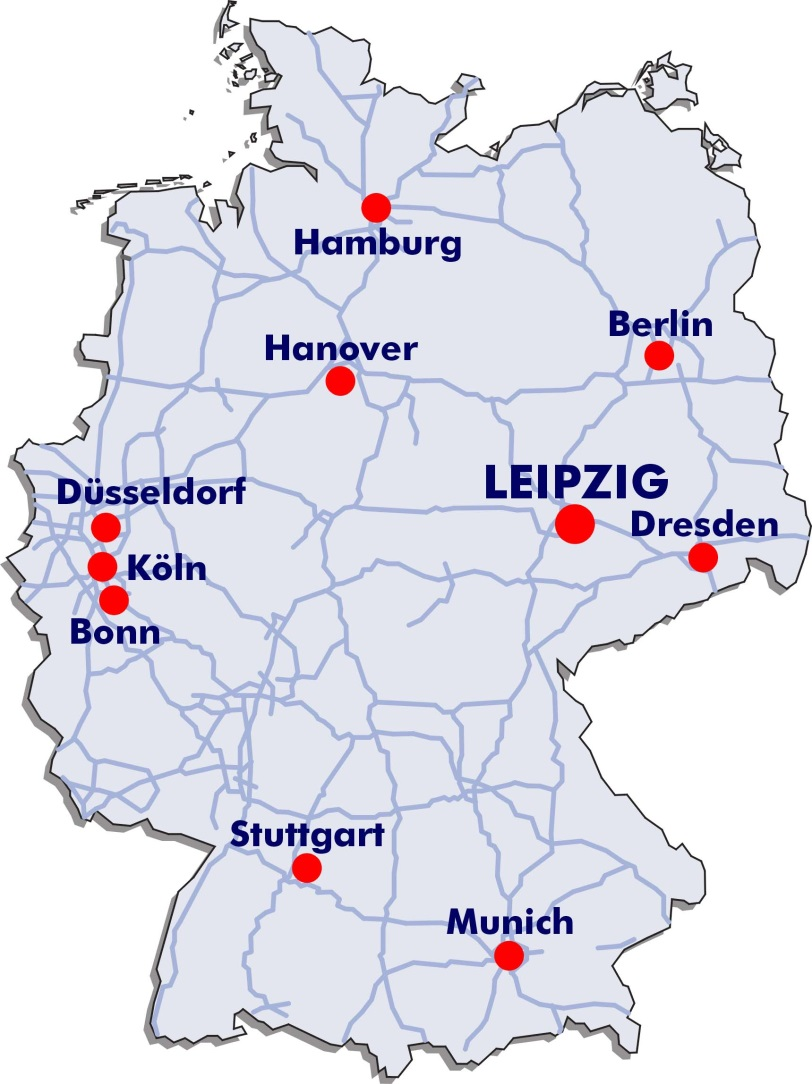 Hamburg
Berlin
Hanover
LEIPZIG
Düsseldorf
Dresden
Köln
Bonn
Stuttgart
Munich